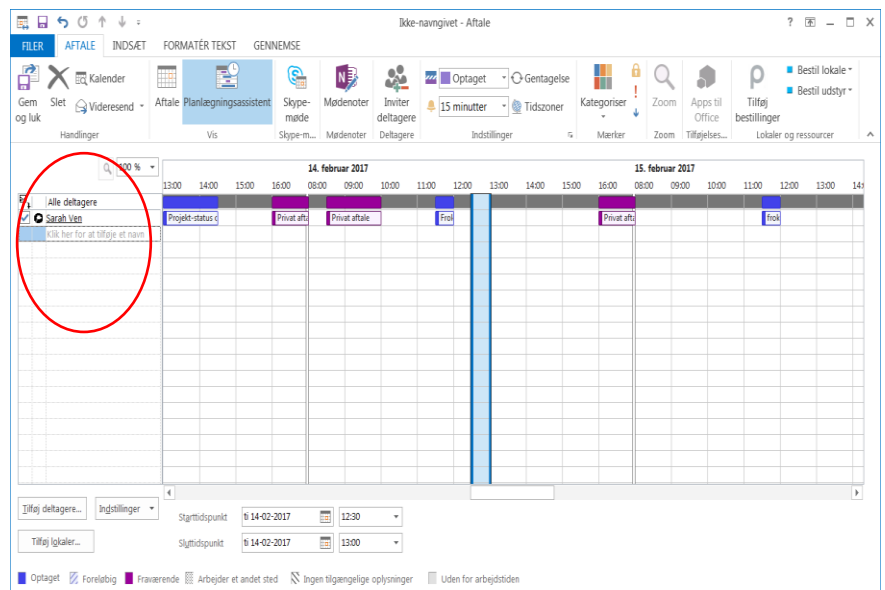 Ikke-navngivet - Aftale
FILER AFTALE INDSÆT FORMATÉR TEKST GENNEMSE
Gem og luk
Slet
Kalender
Videresend
Handlinger
Aftale
Planlægningsassistent
Vis
Skype-møde
Skype-m...
Mødenoter
Mødenoter
Inviter deltagere
Deltagere
Optaget
Gentagelse
15 minutter
Tidszoner
Indstillinger
Kategoriser
Mærker
Zoom
Zoom
Apps til Office
Tilføjelses...
Tilføj bestillinger
Bestil lokale
Bestil udstyr
Lokaler og ressourcer
100 %
14. februar 2017 15. februar 2017
13:00 14:00 15:00 16:00 08:00 09:00 10:00 11:00 12:00 13:00 14:00 15:00 16:00 08:00 09:00 10:00 11:00 12:00 13:00 14:
Alle deltagere
Sarah Ven
Projekt-status c Privat afta Privat aftale Frok Privat afta frok
Klik her for at tilføje et navn
Tilføj deltagere... Indstillinger
Starttidspunkt ti 14-02-2017 12:30
Tilføj lokaler...
Sluttidspunkt ti 14-02-2017 13:00
Optaget Foreløbig Fraværende Arbejder et andet sted Ingen tilgængelige oplysninger Uden for arbejdstiden